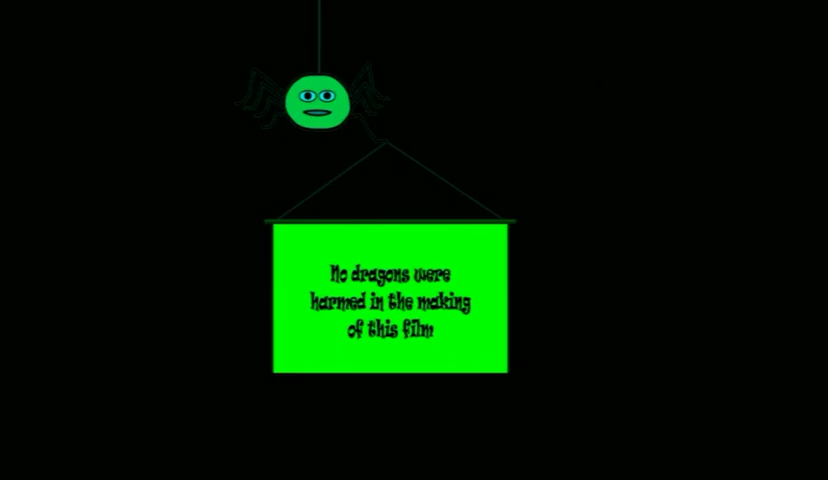 No dragons were
harmed in the making
of this film